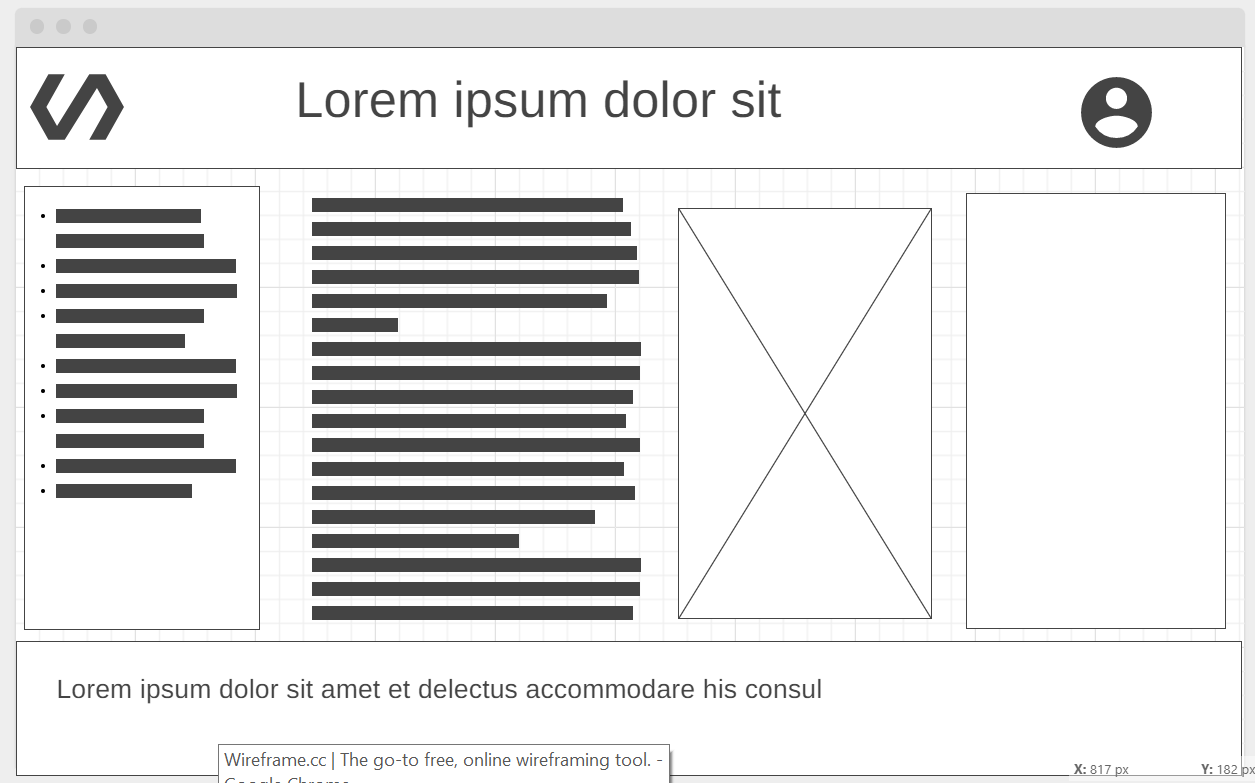 Lorem ipsum dolor sit
Lorem ipsum dolor sit amet et delectus accommodare his consul
Wireframe.cc | The go-to free, online wireframing tool. -
Google Chrome
X: 817 px Y: 182 px